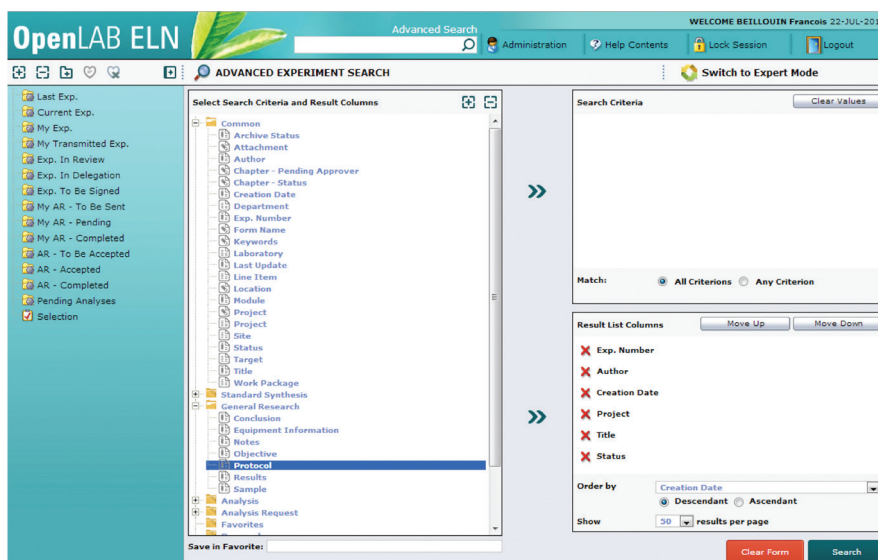 WELCOME BEILLOUIN Francois 22-JUL-201
OpenLAB ELN
Advanced Search
Administration
Help Contents
Lock Session
Logout
ADVANCED EXPERIMENT SEARCH
Switch to Expert Mode
Last Exp.
Current Exp.
My Exp.
My Transmitted Exp.
Exp. In Review
Exp. In Delegation
Exp. To Be Signed
My AR - To Be Sent
My AR - Pending
My AR - Completed
AR - To Be Accepted
AR - Accepted
AR - Completed
Pending Analyses
Selection
Select Search Criteria and Result Columns
Common
Archive Status
Attachment
Author
Chapter - Pending Approver
Chapter - Status
Creation Date
Department
Exp. Number
Form Name
Keywords
Laboratory
Last Update
Line Item
Location
Module
Project
Project
Site
Status
Target
Title
Work Package
Standard Synthesis
General Research
Conclusion
Equipment Information
Notes
Objective
Protocol
Results
Sample
Analysis
Analysis Request
Favorites
Save in Favorite:
Search Criteria
Clear Values
Match: All Criterions Any Criterion
Result List Columns
Move Up
Move Down
Exp. Number
Author
Creation Date
Project
Title
Status
Order by Creation Date
Descendant Ascendant
Show 50 results per page
Clear Form
Search